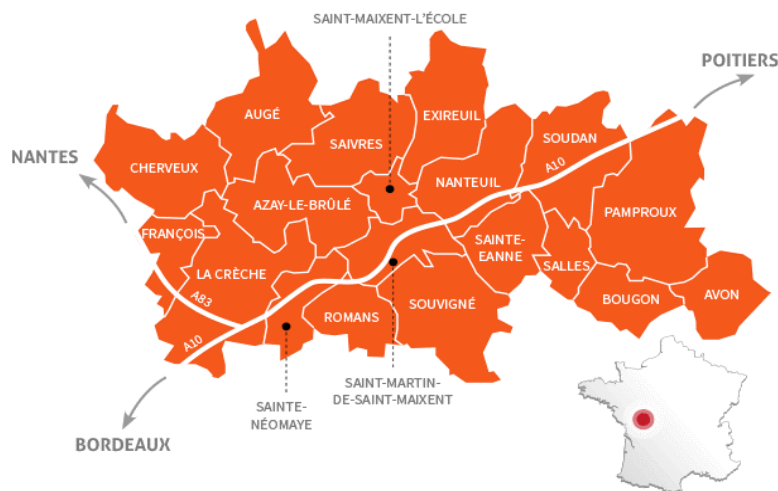 SAINT-MAIXENT-L'ÉCOLE
POITIERS
AUGÉ
EXIREUIL
SAIVRES
SOUDAN
NANTES
CHERVEUX
A10
NANTEUIL
AZAY-LE-BRÛLÉ
PAMPROUX
FRANÇOIS
SAINTE-
EANNE
LA CRÈCHE
SALLES
A83
SOUVIGNÉ
BOUGON
AVON
ROMANS
A10
SAINT-MARTIN-
DE-SAINT-MAIXENT
SAINTE-
NÉOMAYE
BORDEAUX